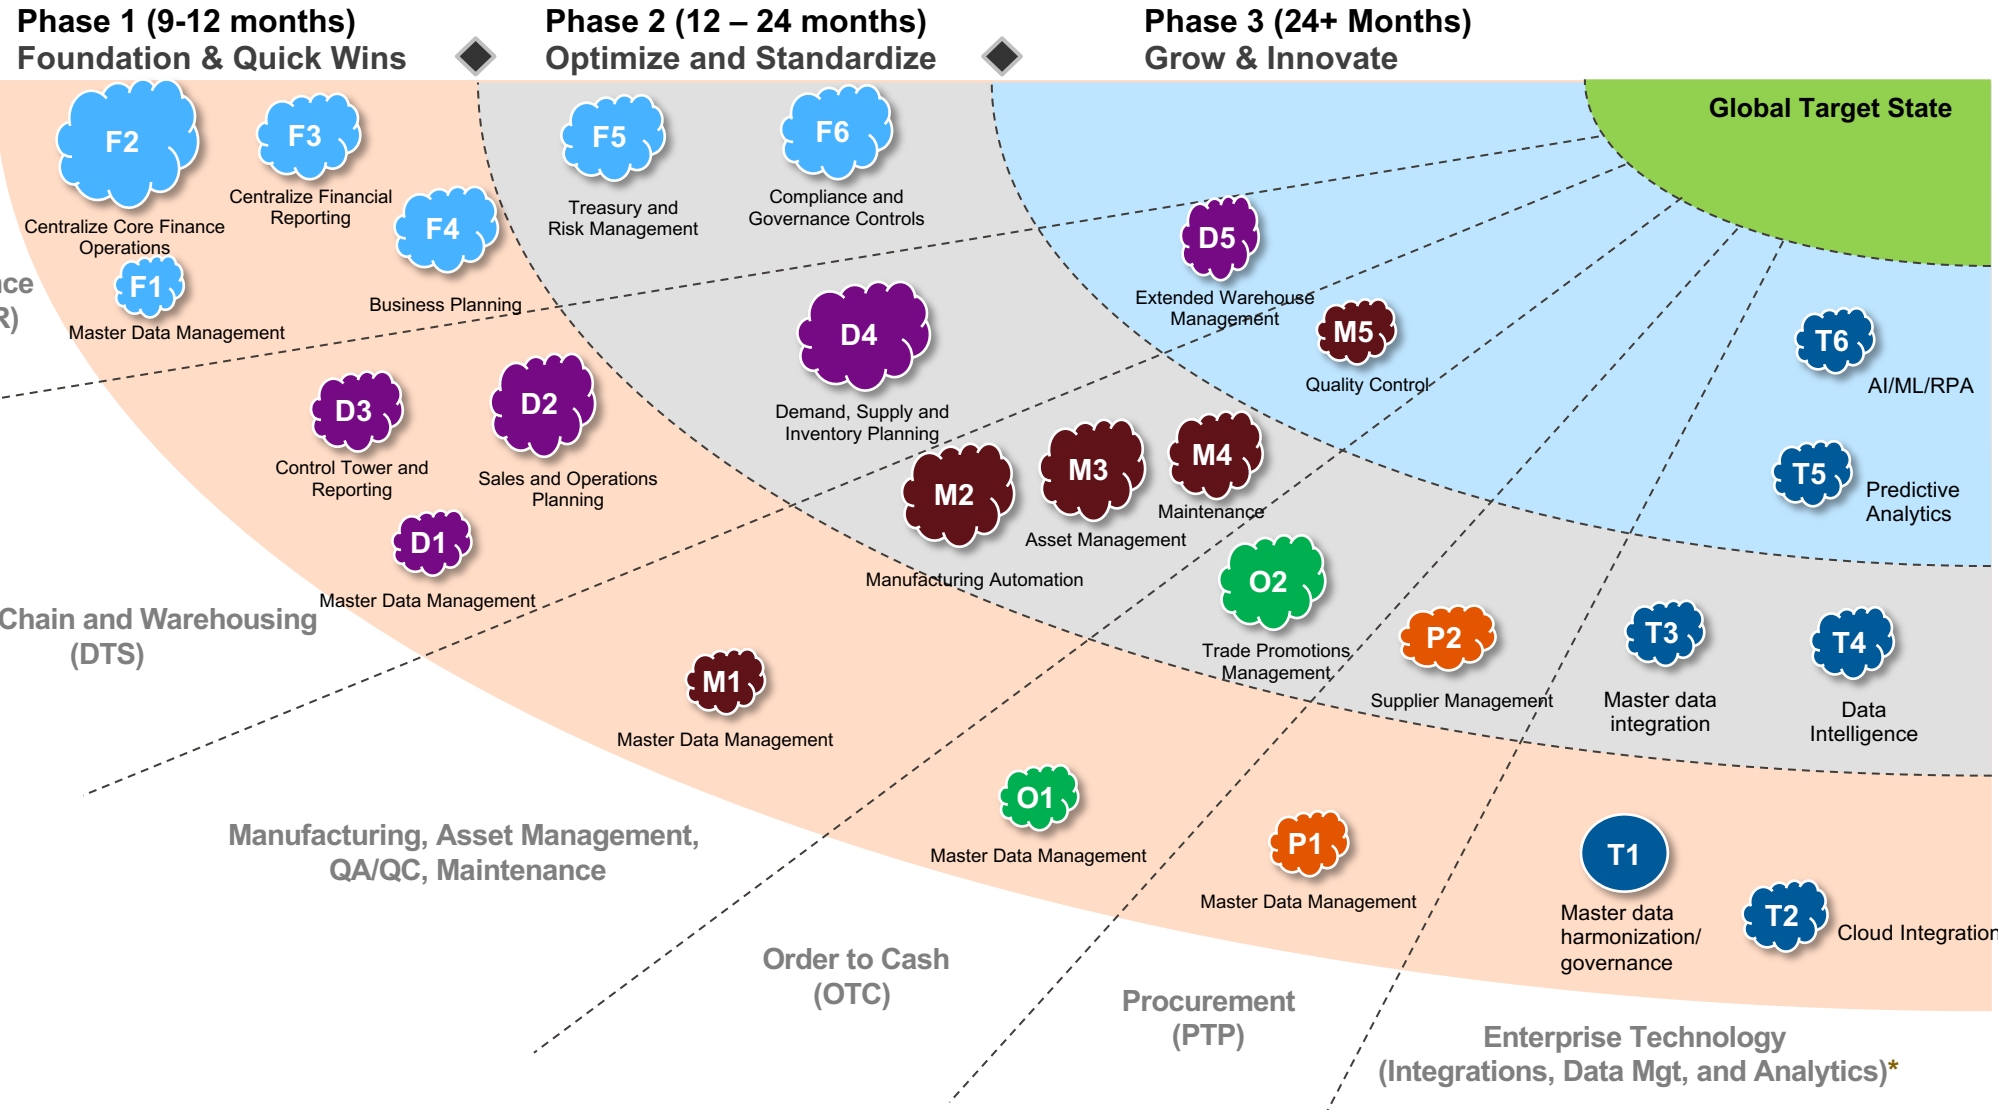 Phase 1 (9-12 months)
Foundation & Quick Wins
Phase 2 (12 – 24 months)
Optimize and Standardize
Phase 3 (24+ Months)
Grow & Innovate
Global Target State
F2
Centralize Core Finance
Operations
F3
Centralize Financial
Reporting
F4
Business Planning
F1
Master Data Management
F5
Treasury and
Risk Management
F6
Compliance and
Governance Controls
nce
R)
D3
Control Tower and
Reporting
D2
Sales and Operations
Planning
D1
Master Data Management
D4
Demand, Supply and
Inventory Planning
D5
Extended Warehouse
Management
Chain and Warehousing
(DTS)
M1
Master Data Management
M2
Manufacturing Automation
M3
Asset Management
M4
Maintenance
M5
Quality Control
Manufacturing, Asset Management,
QA/QC, Maintenance
O1
Master Data Management
O2
Trade Promotions
Management
Order to Cash
(OTC)
P1
Master Data Management
P2
Supplier Management
Procurement
(PTP)
T6
AI/ML/RPA
T5
Predictive
Analytics
T3
Master data
integration
T4
Data
Intelligence
T1
Master data
harmonization/
governance
T2
Cloud Integration
Enterprise Technology
(Integrations, Data Mgt, and Analytics)*